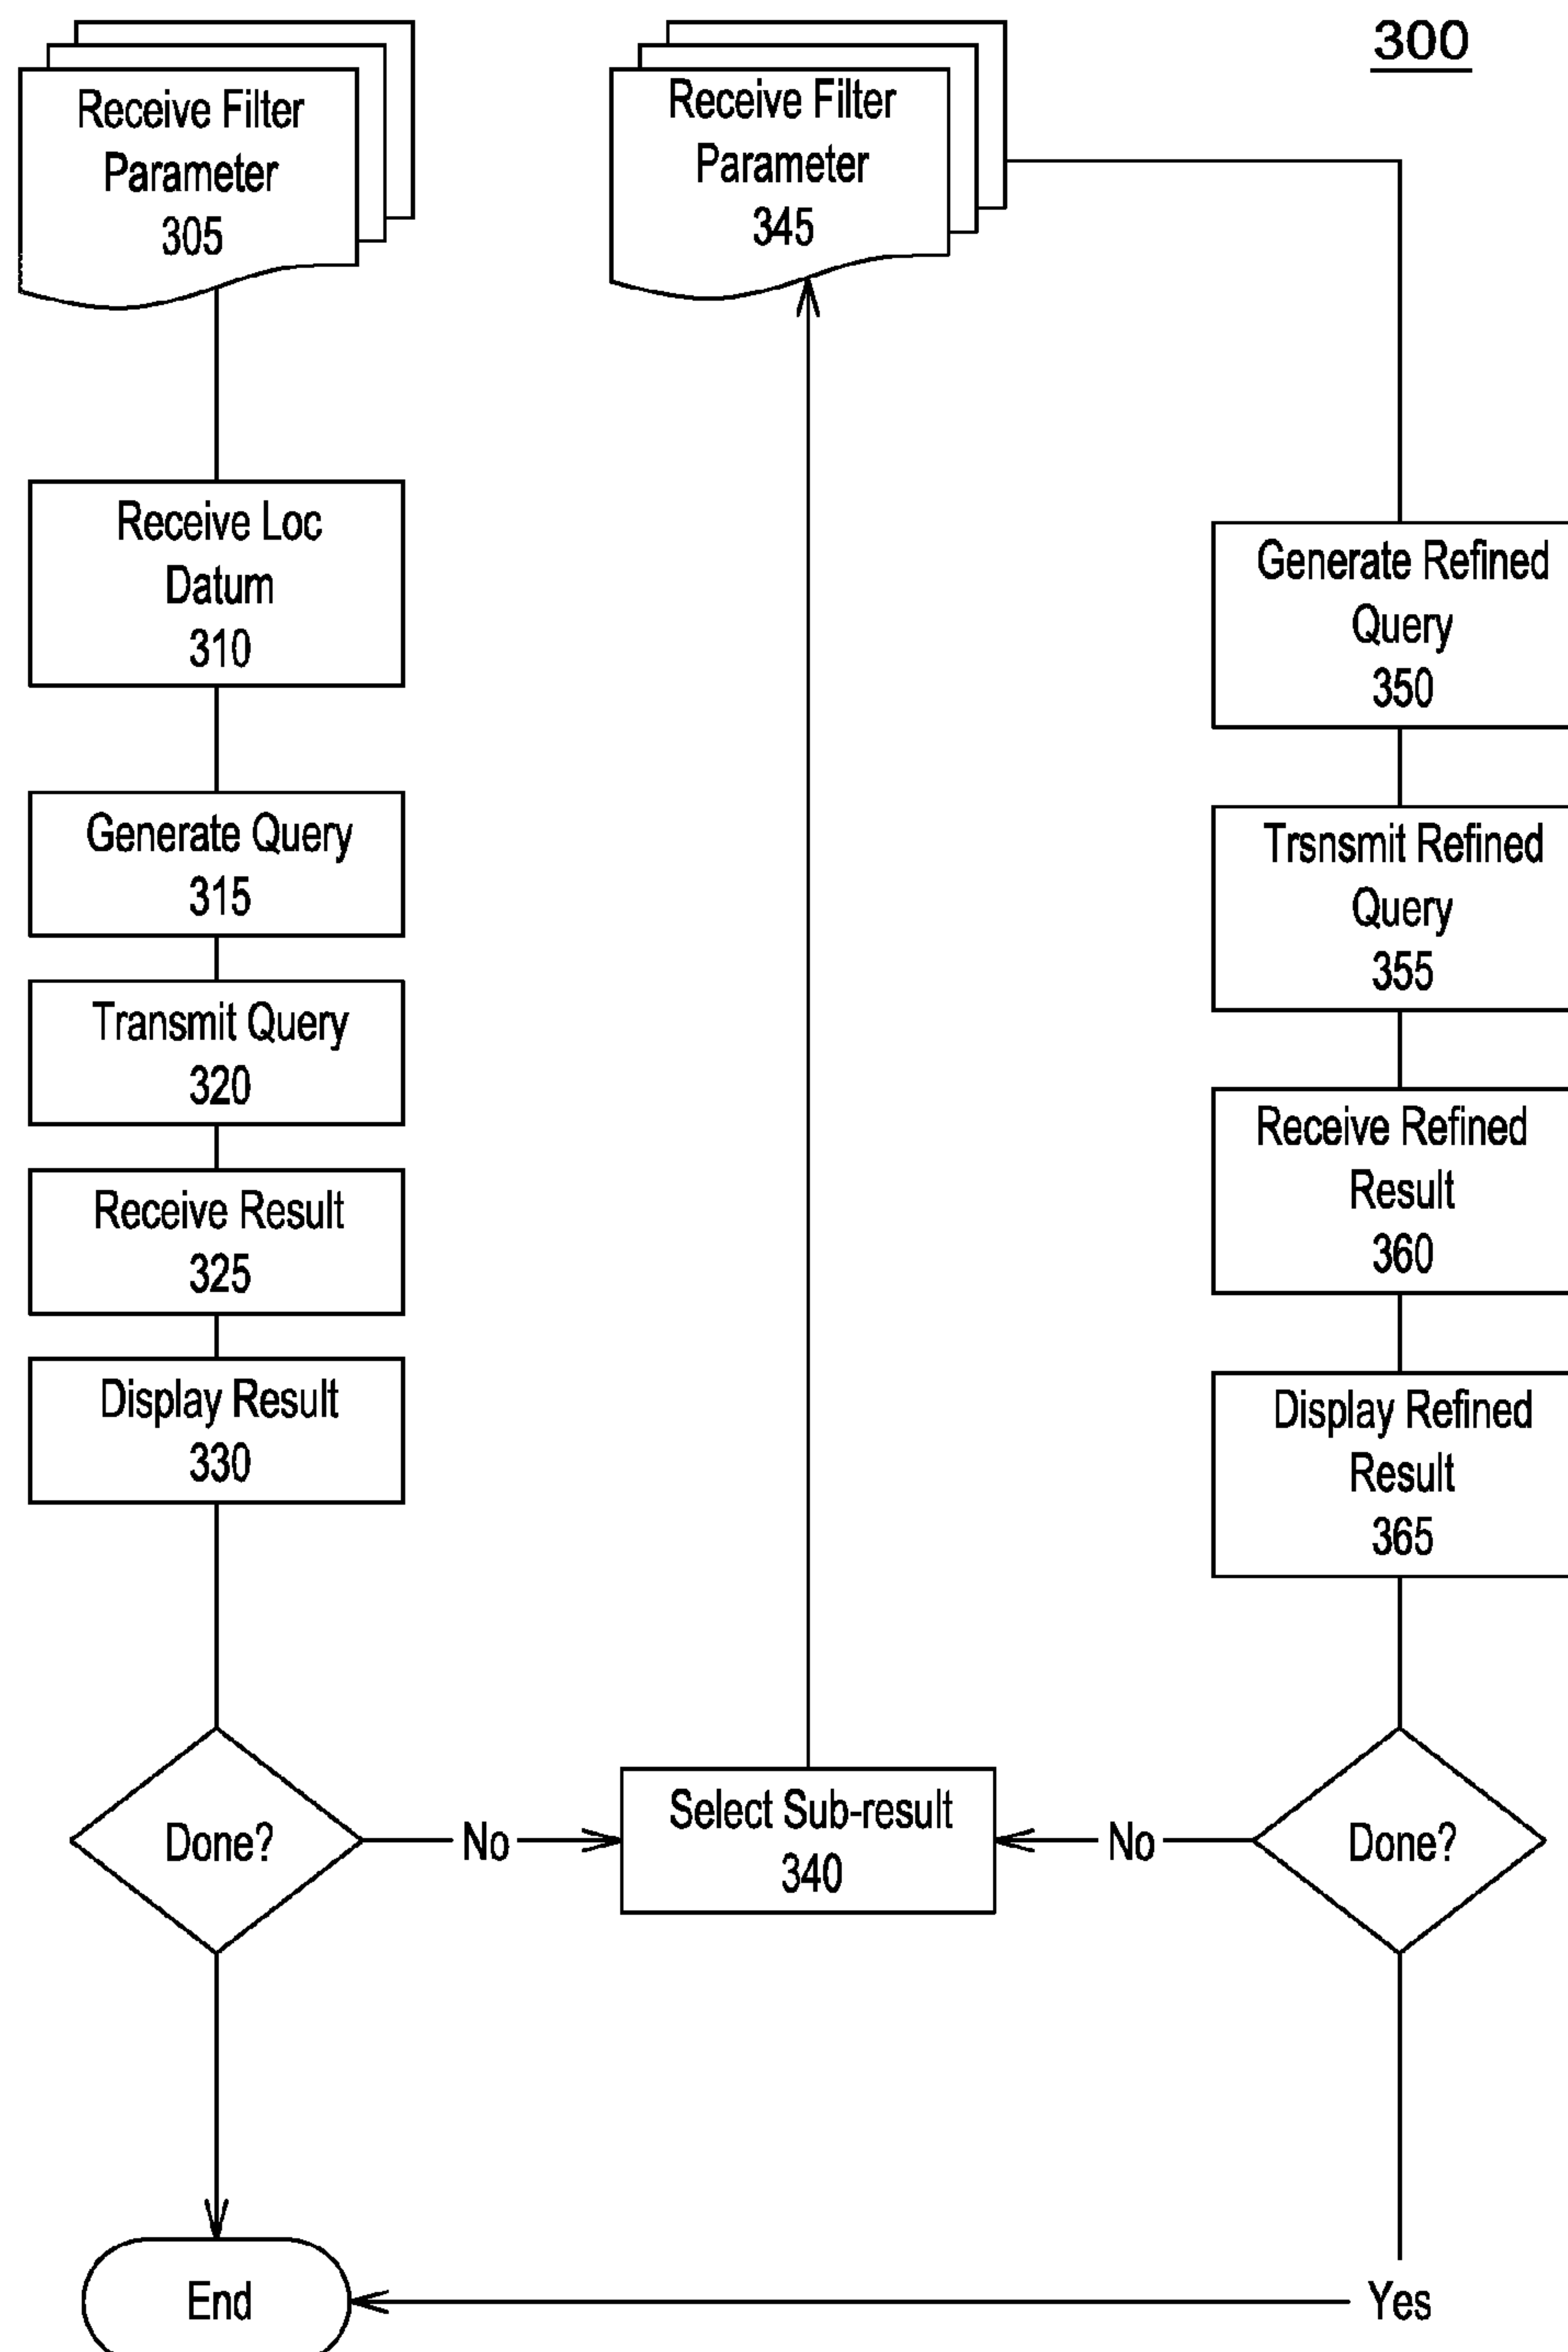 300
Receive Filter
Parameter
305
Receive Loc
Datum
310
Generate Query
315
Transmit Query
320
Receive Result
325
Display Result
330
Done?
No
End
Select Sub-result
340
Receive Filter
Parameter
345
Generate Refined
Query
350
Trsnsmit Refined
Query
355
Receive Refined
Result
360
Display Refined
Result
365
Done?
No
Yes